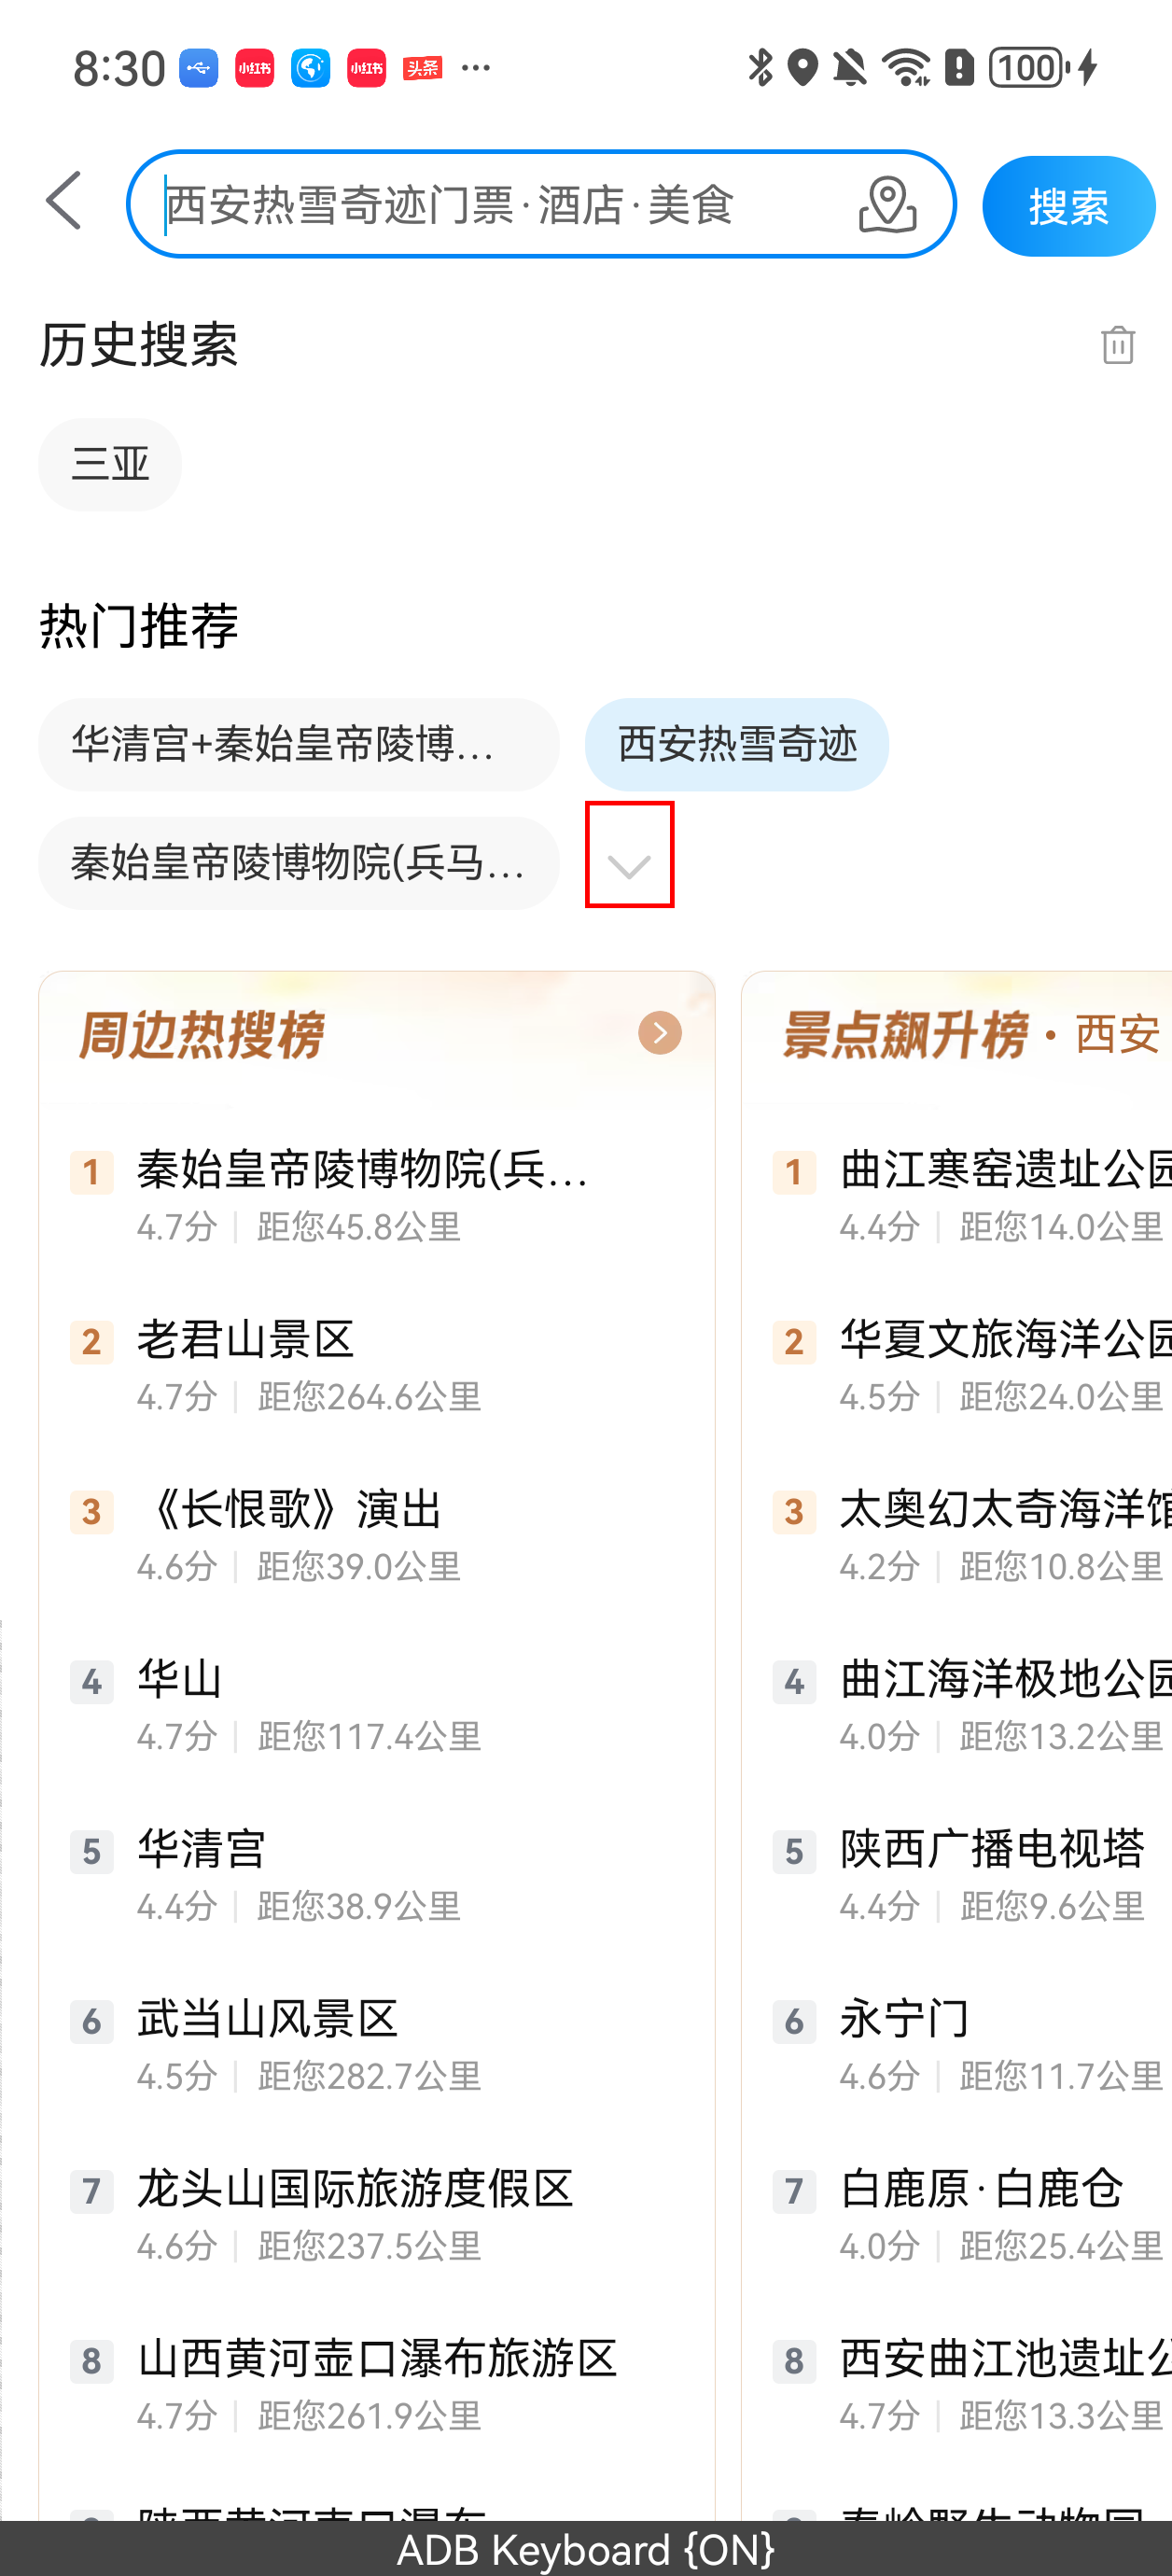 8:30 小红书 小红书 头条 ... 100
西安热雪奇迹门票·酒店·美食
搜索
历史搜索
三亚
热门推荐
华清宫+秦始皇帝陵博...
西安热雪奇迹
秦始皇帝陵博物院(兵马...
周边热搜榜
1 秦始皇帝陵博物院(兵...
4.7分 | 距您45.8公里
2 老君山景区
4.7分 | 距您264.6公里
3 《长恨歌》演出
4.6分 | 距您39.0公里
4 华山
4.7分 | 距您117.4公里
5 华清宫
4.4分 | 距您38.9公里
6 武当山风景区
4.5分 | 距您282.7公里
7 龙头山国际旅游度假区
4.6分 | 距您237.5公里
8 山西黄河壶口瀑布旅游区
4.7分 | 距您261.9公里
景点飙升榜·西安
1 曲江寒窑遗址公园
4.4分 | 距您14.0公里
2 华夏文旅海洋公园
4.5分 | 距您24.0公里
3 太奥幻太奇海洋馆
4.2分 | 距您10.8公里
4 曲江海洋极地公园
4.0分 | 距您13.2公里
5 陕西广播电视塔
4.4分 | 距您9.6公里
6 永宁门
4.6分 | 距您11.7公里
7 白鹿原·白鹿仓
4.0分 | 距您25.4公里
8 西安曲江池遗址公
4.7分 | 距您13.3公里
ADB Keyboard {ON}